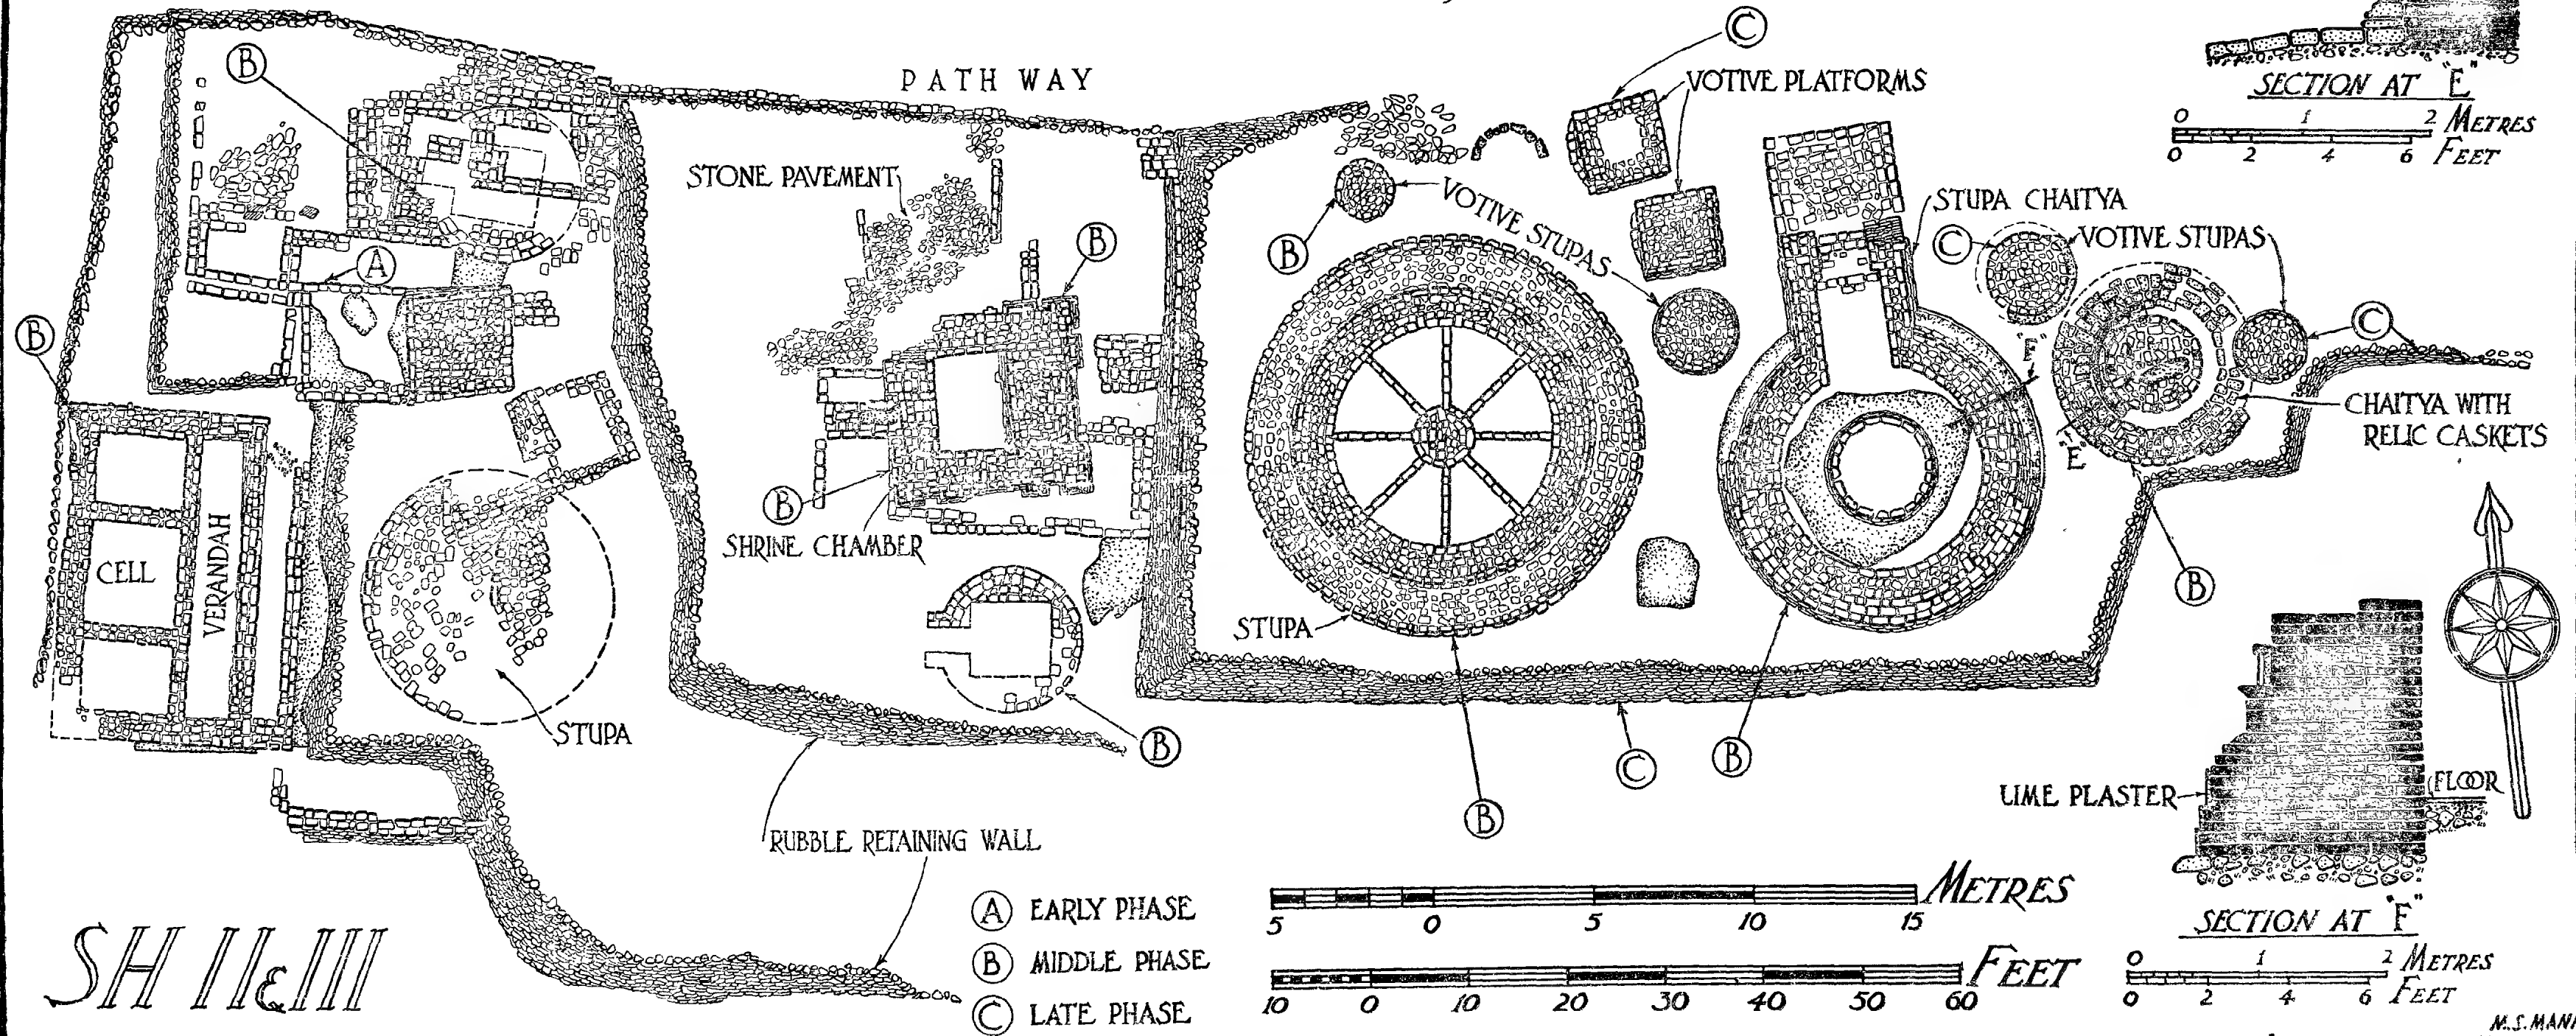 C
B
PATH WAY
VOTIVE PLATFORMS
SECTION AT "E"
0 1 2 METRES
0 2 4 6 FEET
STONE PAVEMENT
VOTIVE STUPAS
B
B
STUPA CHAITYA
C
VOTIVE STUPAS
A
B
C
"F"
CHAITYA WITH
RELIC CASKETS
"E"
B
SHRINE CHAMBER
CELL
VERANDAH
STUPA
B
STUPA
B
C
B
B
LIME PLASTER
FLOOR
RUBBLE RETAINING WALL
SH II & III
A EARLY PHASE
B MIDDLE PHASE
C LATE PHASE
METRES
5 0 5 10 15
FEET
10 0 10 20 30 40 50 60
SECTION AT "F"
0 1 2 METRES
0 2 4 6 FEET